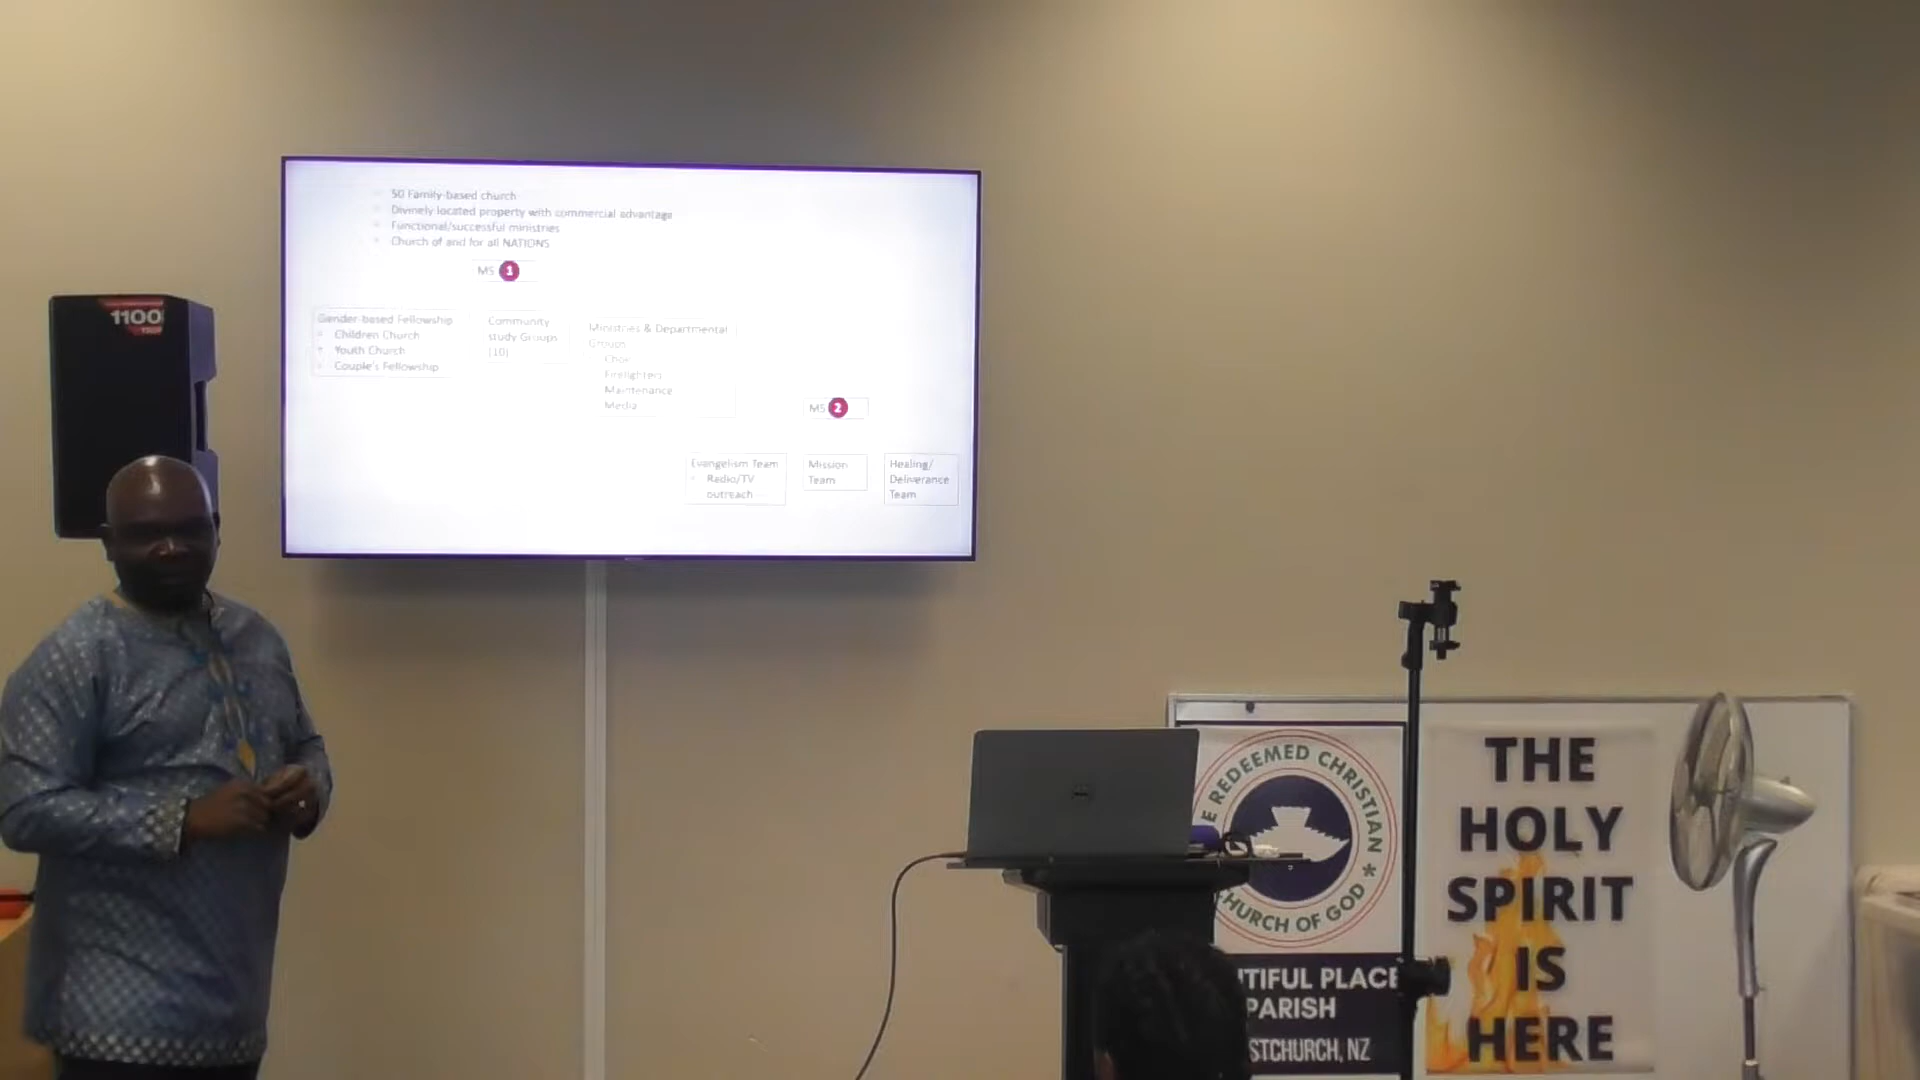 50 Family-based church
Divinely located property with commercial advantage
Functional/successful ministries
Church of and for all NATIONS
MS 1
Gender-based Fellowship
Children Church
Youth Church
Couple's Fellowship
Community
study Groups
(10)
Ministries & Departmental
Groups
Choir
Firefighters
Maintenance
Media
MS 2
Evangelism Team
Radio/TV
outreach
Mission
Team
Healing/
Deliverance
Team
1100
E REDEEMED CHRISTIAN
CHURCH OF GOD *
TIFUL PLACE
PARISH
STCHURCH, NZ
THE
HOLY
SPIRIT
IS
HERE